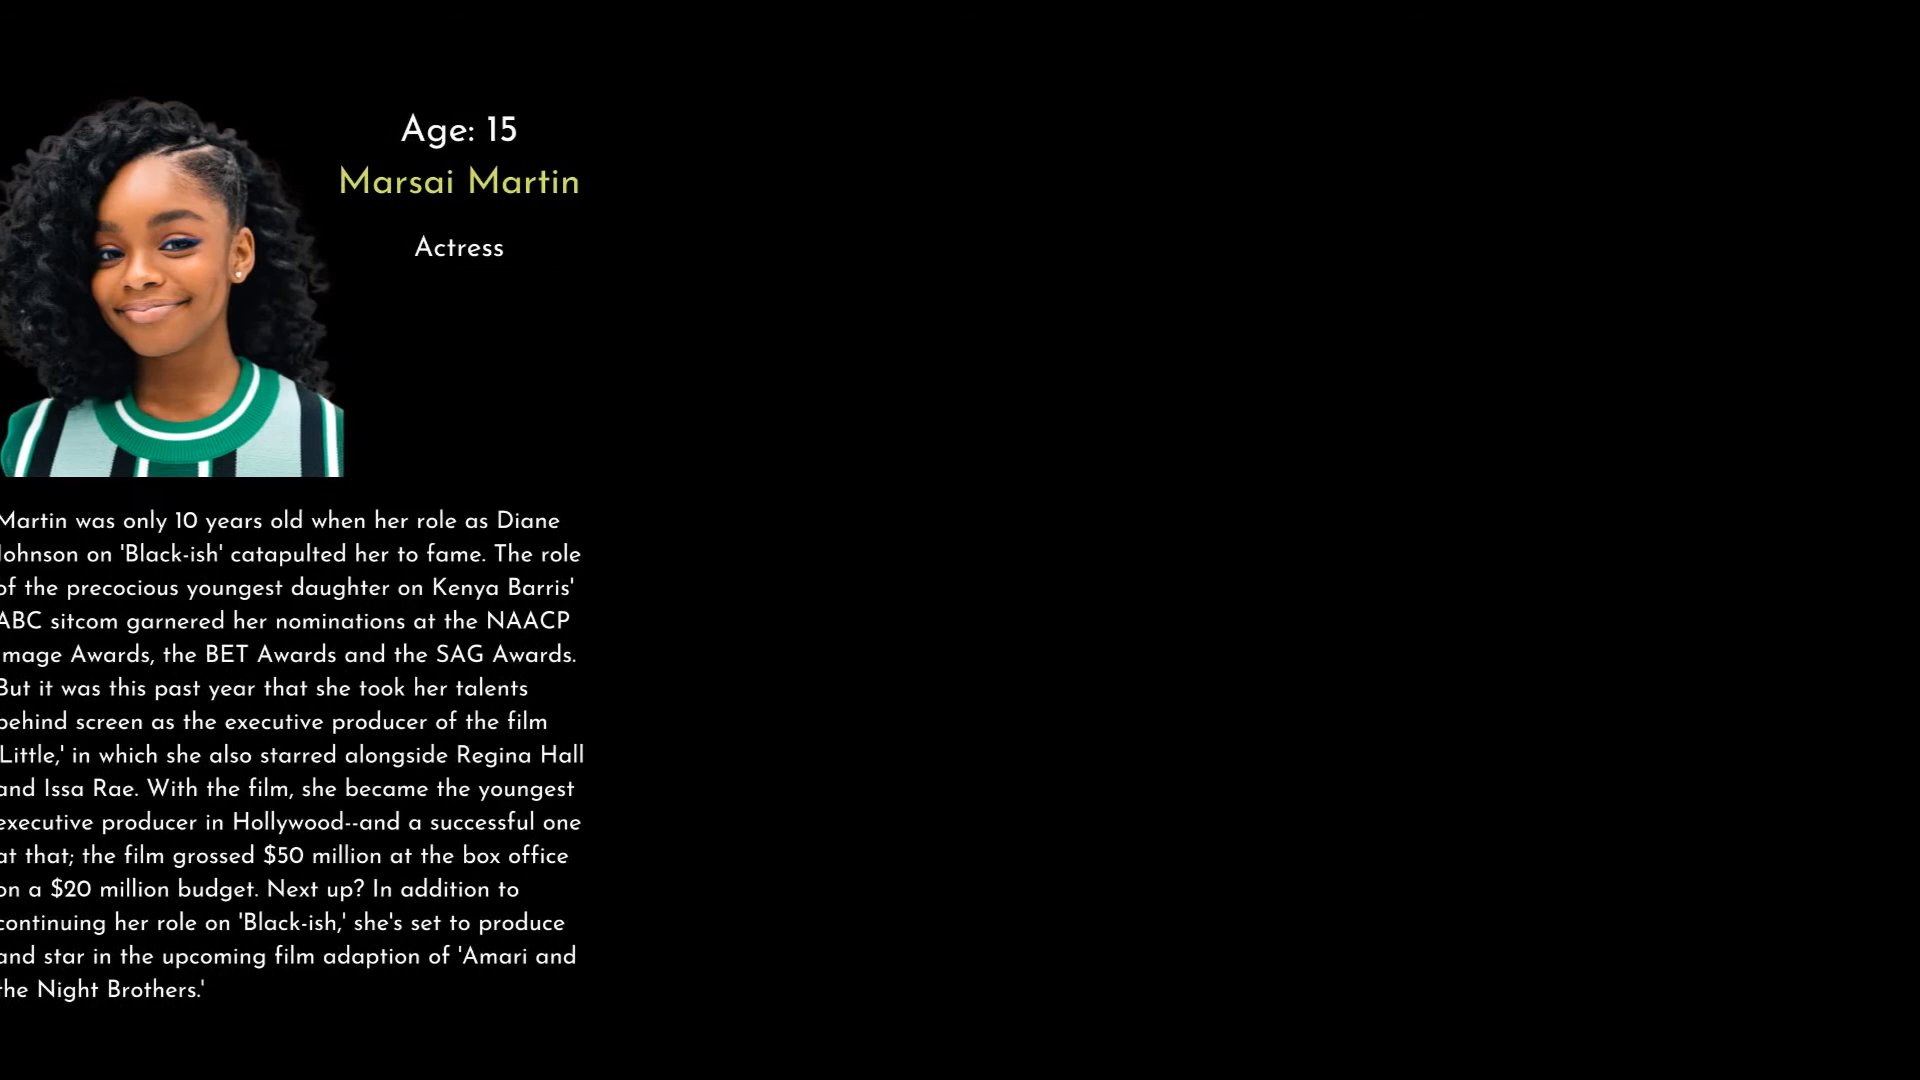 Age: 15
Marsai Martin
Actress
Martin was only 10 years old when her role as Diane
Johnson on 'Black-ish' catapulted her to fame. The role
of the precocious youngest daughter on Kenya Barris'
ABC sitcom garnered her nominations at the NAACP
Image Awards, the BET Awards and the SAG Awards.
But it was this past year that she took her talents
behind screen as the executive producer of the film
'Little,' in which she also starred alongside Regina Hall
and Issa Rae. With the film, she became the youngest
executive producer in Hollywood--and a successful one
at that; the film grossed $50 million at the box office
on a $20 million budget. Next up? In addition to
continuing her role on 'Black-ish,' she's set to produce
and star in the upcoming film adaption of 'Amari and
the Night Brothers.'